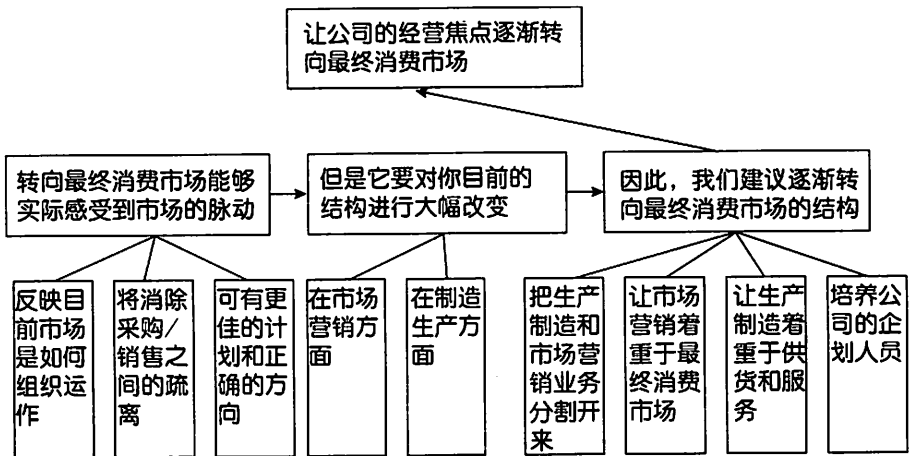 让公司的经营焦点逐渐转
向最终消费市场
转向最终消费市场能够
实际感受到市场的脉动
但是它要对你目前的
结构进行大幅改变
因此，我们建议逐渐转
向最终消费市场的结构
反映目
前市场
是如何
组织运
作
将消除
采购/
销售之
间的疏
离
可有更
佳的计
划和正
确的方
向
在市场
营销方
面
在制造
生产方
面
把生产
制造和
市场营
销业务
分割开
来
让市场
营销着
重于最
终消费
市场
让生产
制造着
重于供
货和服
务
培养公
司的企
划人员